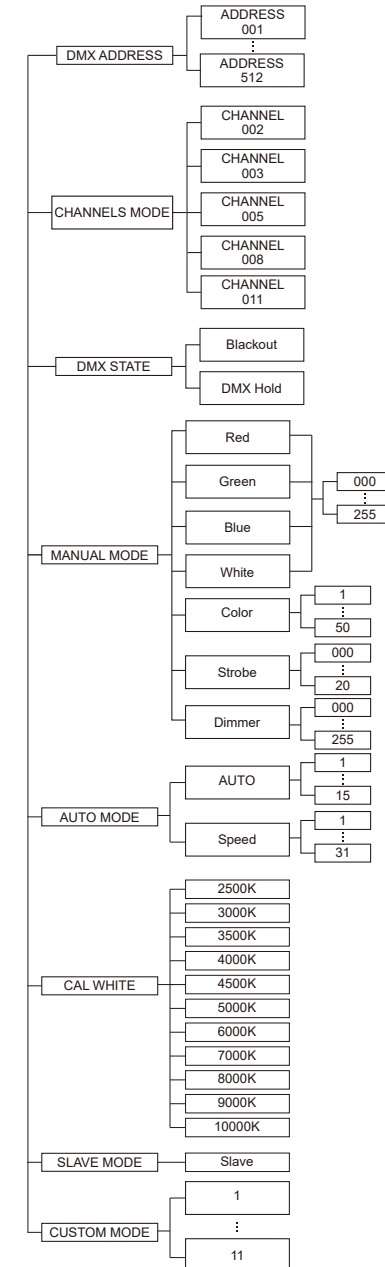 DMX ADDRESS
ADDRESS
001
ADDRESS
512
CHANNELS MODE
CHANNEL
002
CHANNEL
003
CHANNEL
005
CHANNEL
008
CHANNEL
011
DMX STATE
Blackout
DMX Hold
MANUAL MODE
Red
Green
Blue
White
000
255
Color
1
50
Strobe
000
20
Dimmer
000
255
AUTO MODE
AUTO
1
15
Speed
1
31
CAL WHITE
2500K
3000K
3500K
4000K
4500K
5000K
6000K
7000K
8000K
9000K
10000K
SLAVE MODE
Slave
CUSTOM MODE
1
11